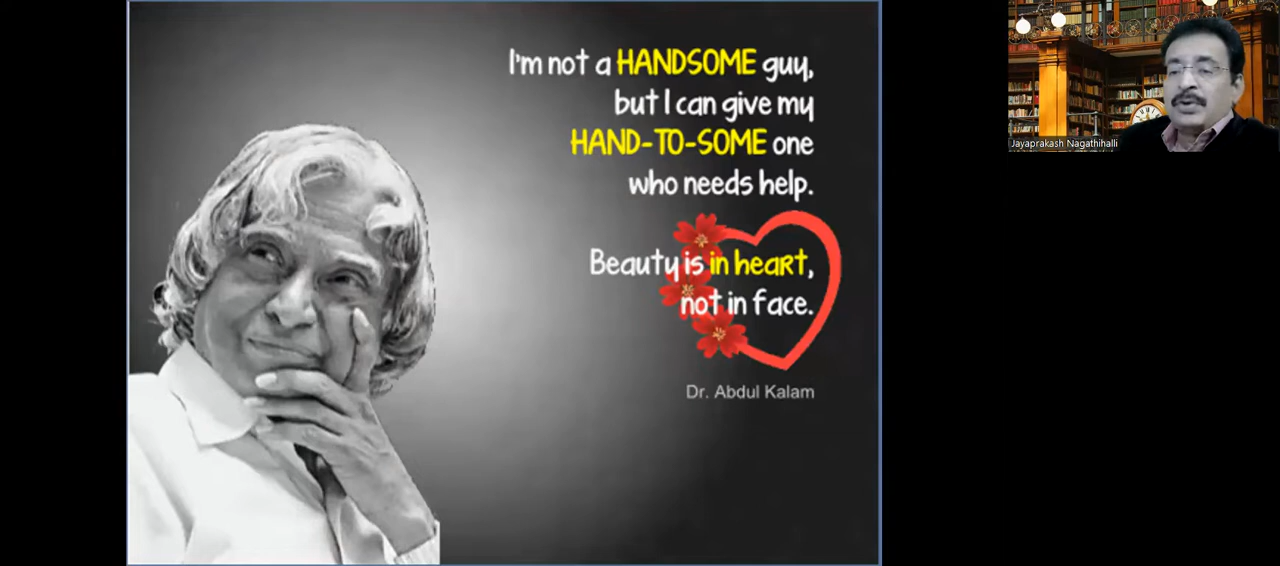 I'm not a HANDSOME guy,
but I can give my
HAND-TO-SOME one
who needs help.
Beauty is in heart,
not in face.
Dr. Abdul Kalam
Jayaprakash Nagathihalli